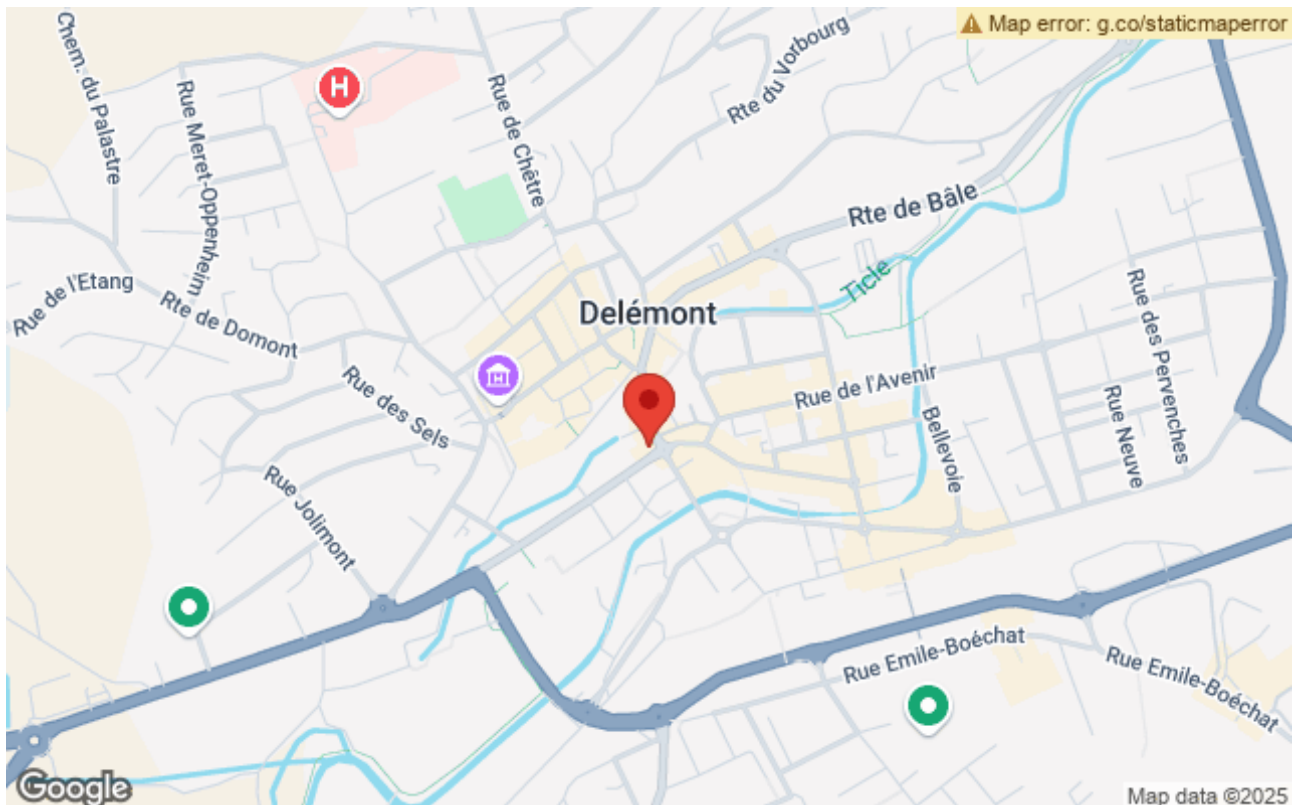 Map error: g.co/staticmaperror
Chem. du Palastre
Rue Meret-Oppenheim
H
Rue de Chêtre
Rte du Vorbourg
Rte de Bâle
Rue de l'Etang
Rte de Domont
Ticle
Delémont
Rue des Pervenches
Rue des Sels
H
Rue de l'Avenir
Bellevoie
Rue Neuve
Rue Jolimont
Rue Emile-Boéchat
Rue Emile-Boéchat
Google
Map data ©2025